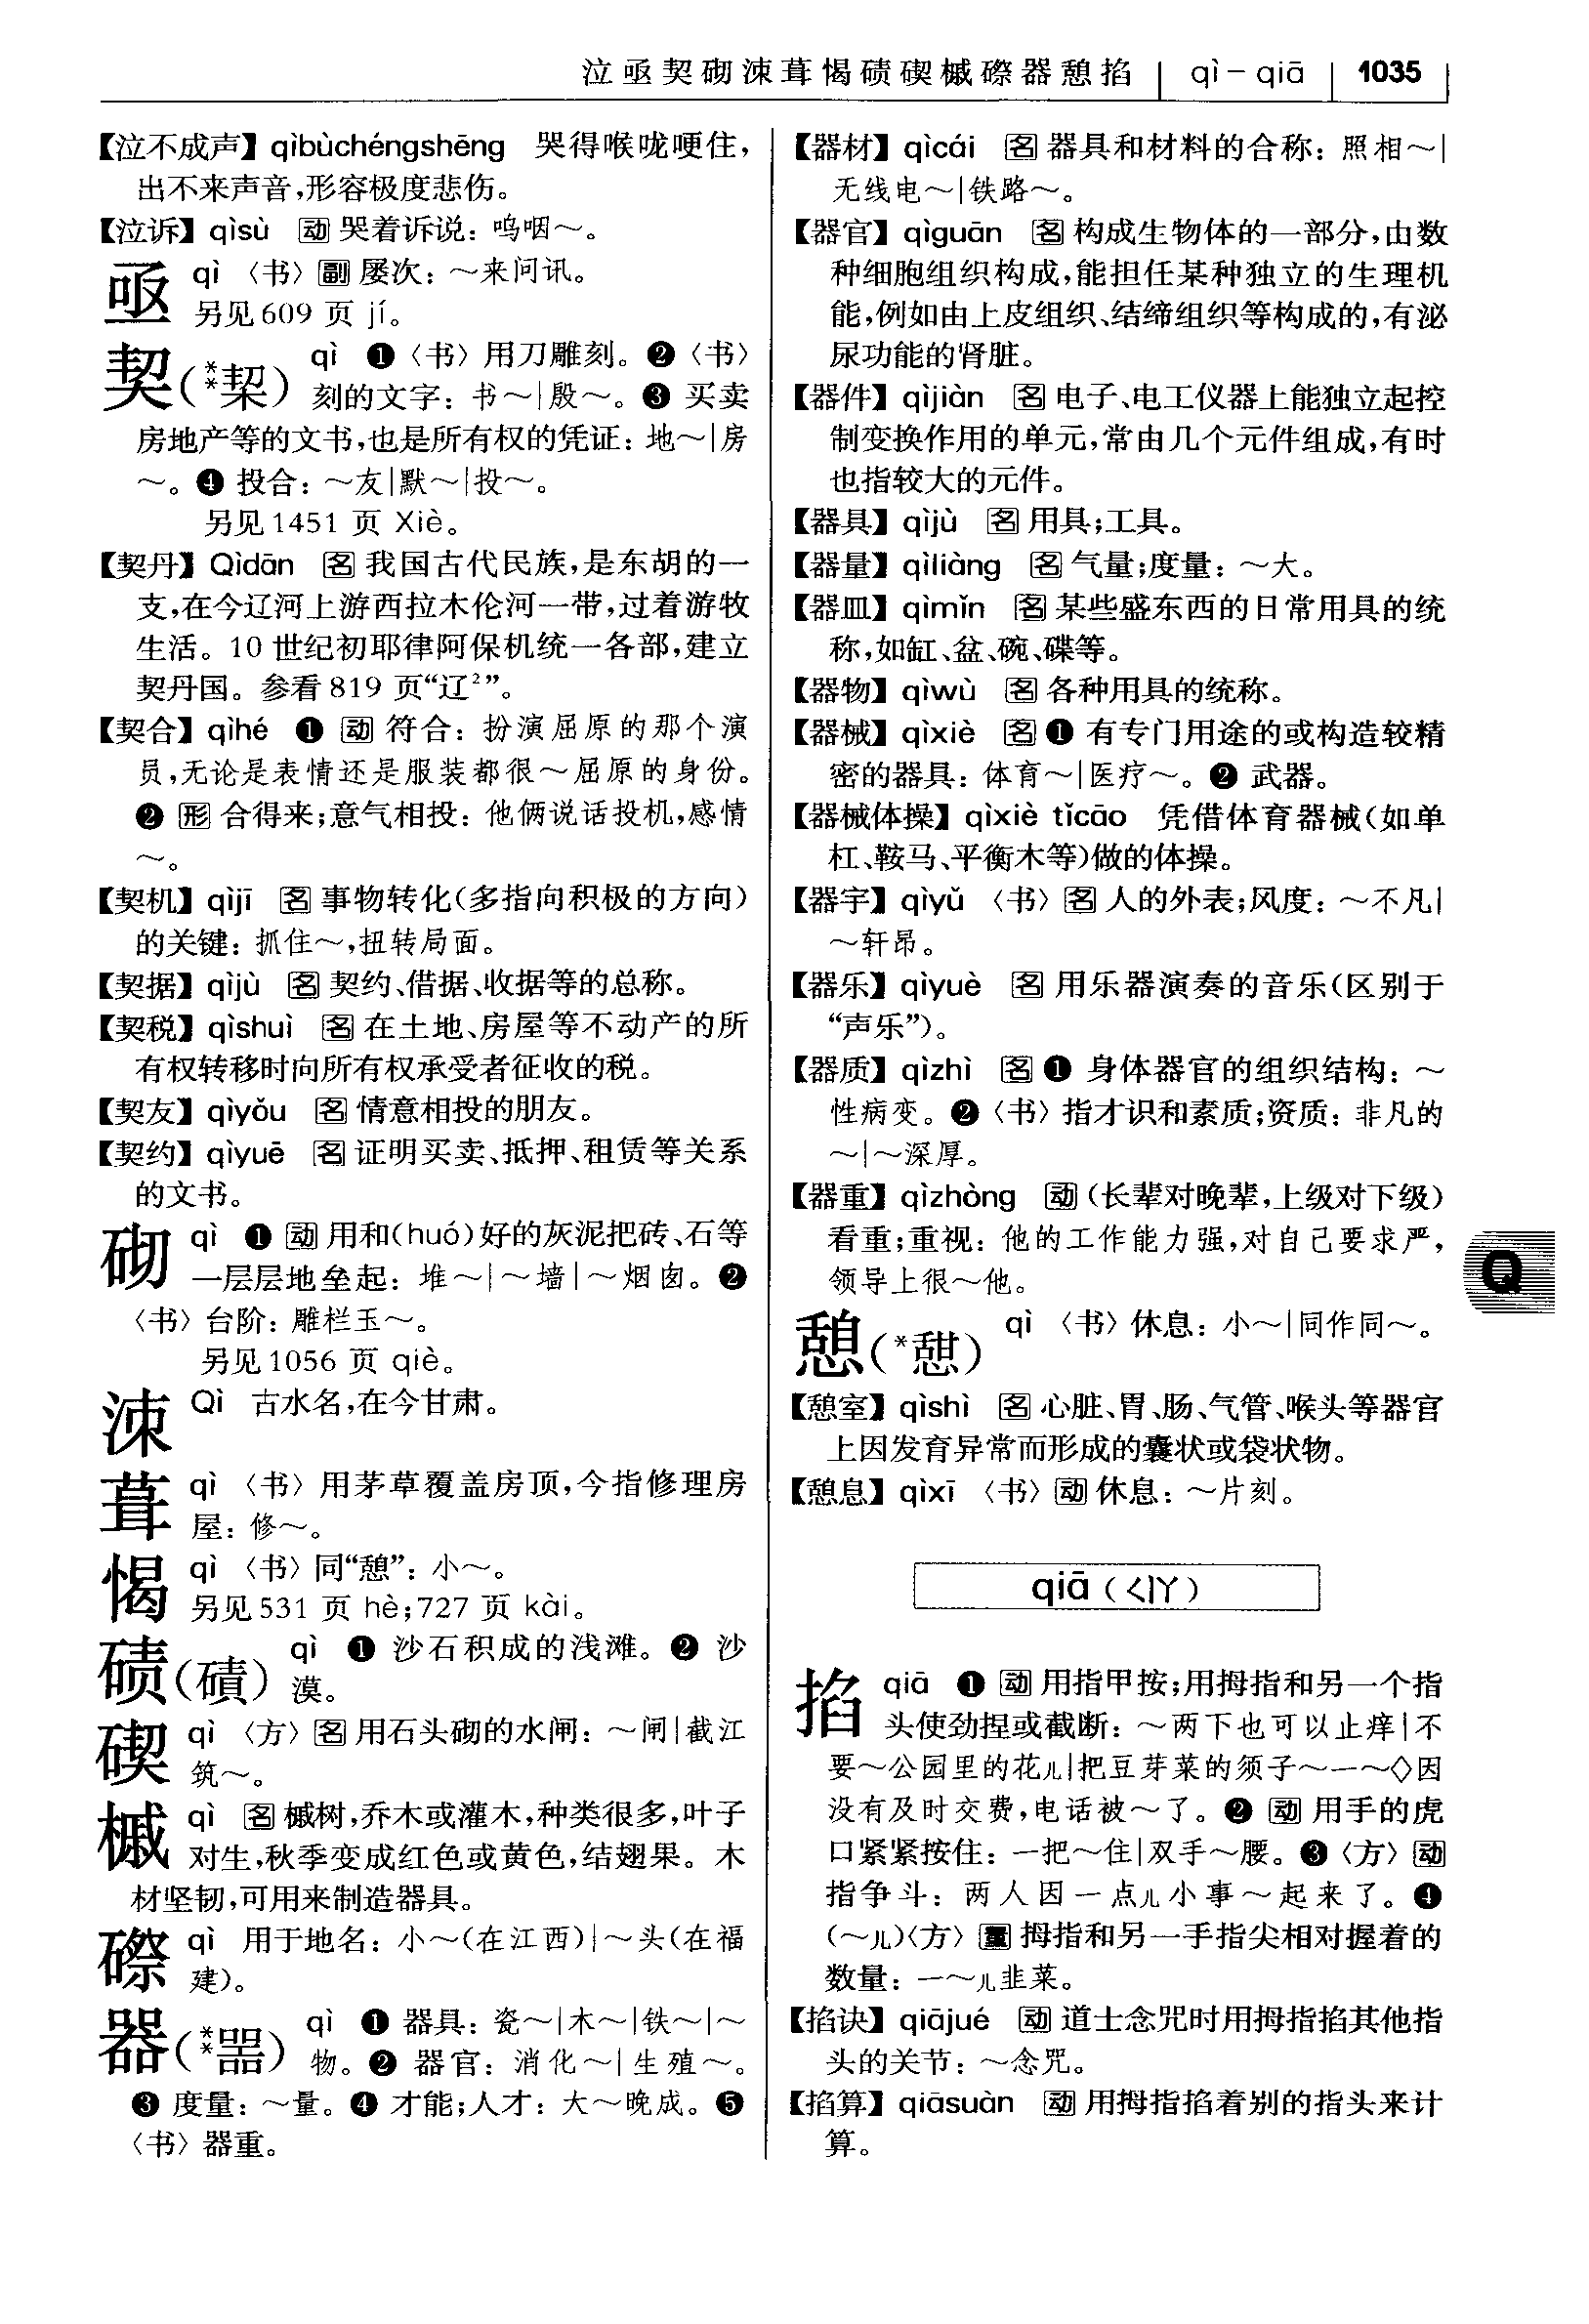 泣亟契砌洓葺愒碛碶槭磜器憩掐 qì－qiā 1035
【泣不成声】qìbùchéngshēng 哭得喉咙哽住，
出不来声音，形容极度悲伤。
【泣诉】qìsù 动 哭着诉说：呜咽～。
亟 qì 〈书〉副 屡次：～来问讯。
另见609 页 jí。
契(**栔) qì ❶〈书〉用刀雕刻。❷〈书〉
刻的文字：书～|殷～。❸ 买卖
房地产等的文书，也是所有权的凭证：地～|房
～。❹ 投合：～友|默～|投～。
另见1451 页 Xiè。
【契丹】Qìdān 名 我国古代民族，是东胡的一
支，在今辽河上游西拉木伦河一带，过着游牧
生活。10 世纪初耶律阿保机统一各部，建立
契丹国。参看819 页“辽²”。
【契合】qìhé ❶ 动 符合：扮演屈原的那个演
员，无论是表情还是服装都很～屈原的身份。
❷ 形 合得来；意气相投：他俩说话投机，感情
～。
【契机】qìjī 名 事物转化（多指向积极的方向）
的关键：抓住～，扭转局面。
【契据】qìjù 名 契约、借据、收据等的总称。
【契税】qìshuì 名 在土地、房屋等不动产的所
有权转移时向所有权承受者征收的税。
【契友】qìyǒu 名 情意相投的朋友。
【契约】qìyuē 名 证明买卖、抵押、租赁等关系
的文书。
砌 qì ❶ 动 用和(huó)好的灰泥把砖、石等
一层层地垒起：堆～|～墙|～烟囱。❷
〈书〉台阶：雕栏玉～。
另见1056 页 qiè。
洓 Qì 古水名，在今甘肃。
葺 qì 〈书〉用茅草覆盖房顶，今指修理房
屋：修～。
愒 qì 〈书〉同“憩”：小～。
另见531 页 hè；727 页 kài。
碛(磧) qì ❶ 沙石积成的浅滩。❷ 沙
漠。
碶 qì 〈方〉名 用石头砌的水闸：～闸|截江
筑～。
槭 qì 名 槭树，乔木或灌木，种类很多，叶子
对生，秋季变成红色或黄色，结翅果。木
材坚韧，可用来制造器具。
磜 qì 用于地名：小～（在江西）|～头（在福
建）。
器(**噐) qì ❶ 器具：瓷～|木～|铁～|～
物。❷ 器官：消化～|生殖～。
❸ 度量：～量。❹ 才能；人才：大～晚成。❺
〈书〉器重。
【器材】qìcái 名 器具和材料的合称：照相～|
无线电～|铁路～。
【器官】qìguān 名 构成生物体的一部分，由数
种细胞组织构成，能担任某种独立的生理机
能，例如由上皮组织、结缔组织等构成的，有泌
尿功能的肾脏。
【器件】qìjiàn 名 电子、电工仪器上能独立起控
制变换作用的单元，常由几个元件组成，有时
也指较大的元件。
【器具】qìjù 名 用具；工具。
【器量】qìliàng 名 气量；度量：～大。
【器皿】qìmǐn 名 某些盛东西的日常用具的统
称，如缸、盆、碗、碟等。
【器物】qìwù 名 各种用具的统称。
【器械】qìxiè 名 ❶ 有专门用途的或构造较精
密的器具：体育～|医疗～。❷ 武器。
【器械体操】qìxiè tǐcāo 凭借体育器械（如单
杠、鞍马、平衡木等）做的体操。
【器宇】qìyǔ 〈书〉名 人的外表；风度：～不凡|
～轩昂。
【器乐】qìyuè 名 用乐器演奏的音乐（区别于
“声乐”）。
【器质】qìzhì 名 ❶ 身体器官的组织结构：～
性病变。❷〈书〉指才识和素质；资质：非凡的
～|～深厚。
【器重】qìzhòng 动（长辈对晚辈，上级对下级）
看重；重视：他的工作能力强，对自己要求严，
领导上很～他。
憩(*憇) qì 〈书〉休息：小～|同作同～。
【憩室】qìshì 名 心脏、胃、肠、气管、喉头等器官
上因发育异常而形成的囊状或袋状物。
【憩息】qìxī 〈书〉动 休息：～片刻。
Q
qiā（ㄑㄧㄚ）
掐 qiā ❶ 动 用指甲按；用拇指和另一个指
头使劲捏或截断：～两下也可以止痒|不
要～公园里的花儿|把豆芽菜的须子～一～◇因
没有及时交费，电话被～了。❷ 动 用手的虎
口紧紧按住：一把～住|双手～腰。❸〈方〉动
指争斗：两人因一点儿小事～起来了。❹
（～儿）〈方〉量 拇指和另一手指尖相对握着的
数量：一～儿韭菜。
【掐诀】qiājué 动 道士念咒时用拇指掐其他指
头的关节：～念咒。
【掐算】qiāsuàn 动 用拇指掐着别的指头来计
算。